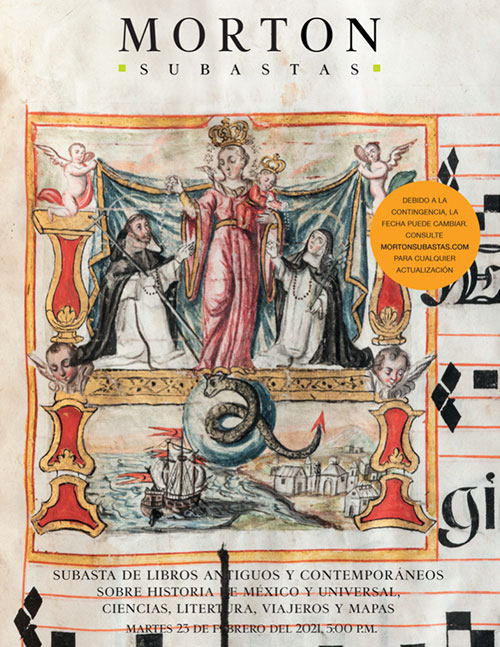 MORTON
SUBASTAS
DEBIDO A LA
CONTINGENCIA, LA
FECHA PUEDE CAMBIAR.
CONSULTE
MORTONSUBASTAS.COM
PARA CUALQUIER
ACTUALIZACIÓN
gi
SUBASTA DE LIBROS ANTIGUOS Y CONTEMPORÁNEOS
SOBRE HISTORIA DE MÉXICO Y UNIVERSAL,
CIENCIAS, LITERTURA, VIAJEROS Y MAPAS
MARTES 23 DE FEBRERO DEL 2021, 5:00 P.M.